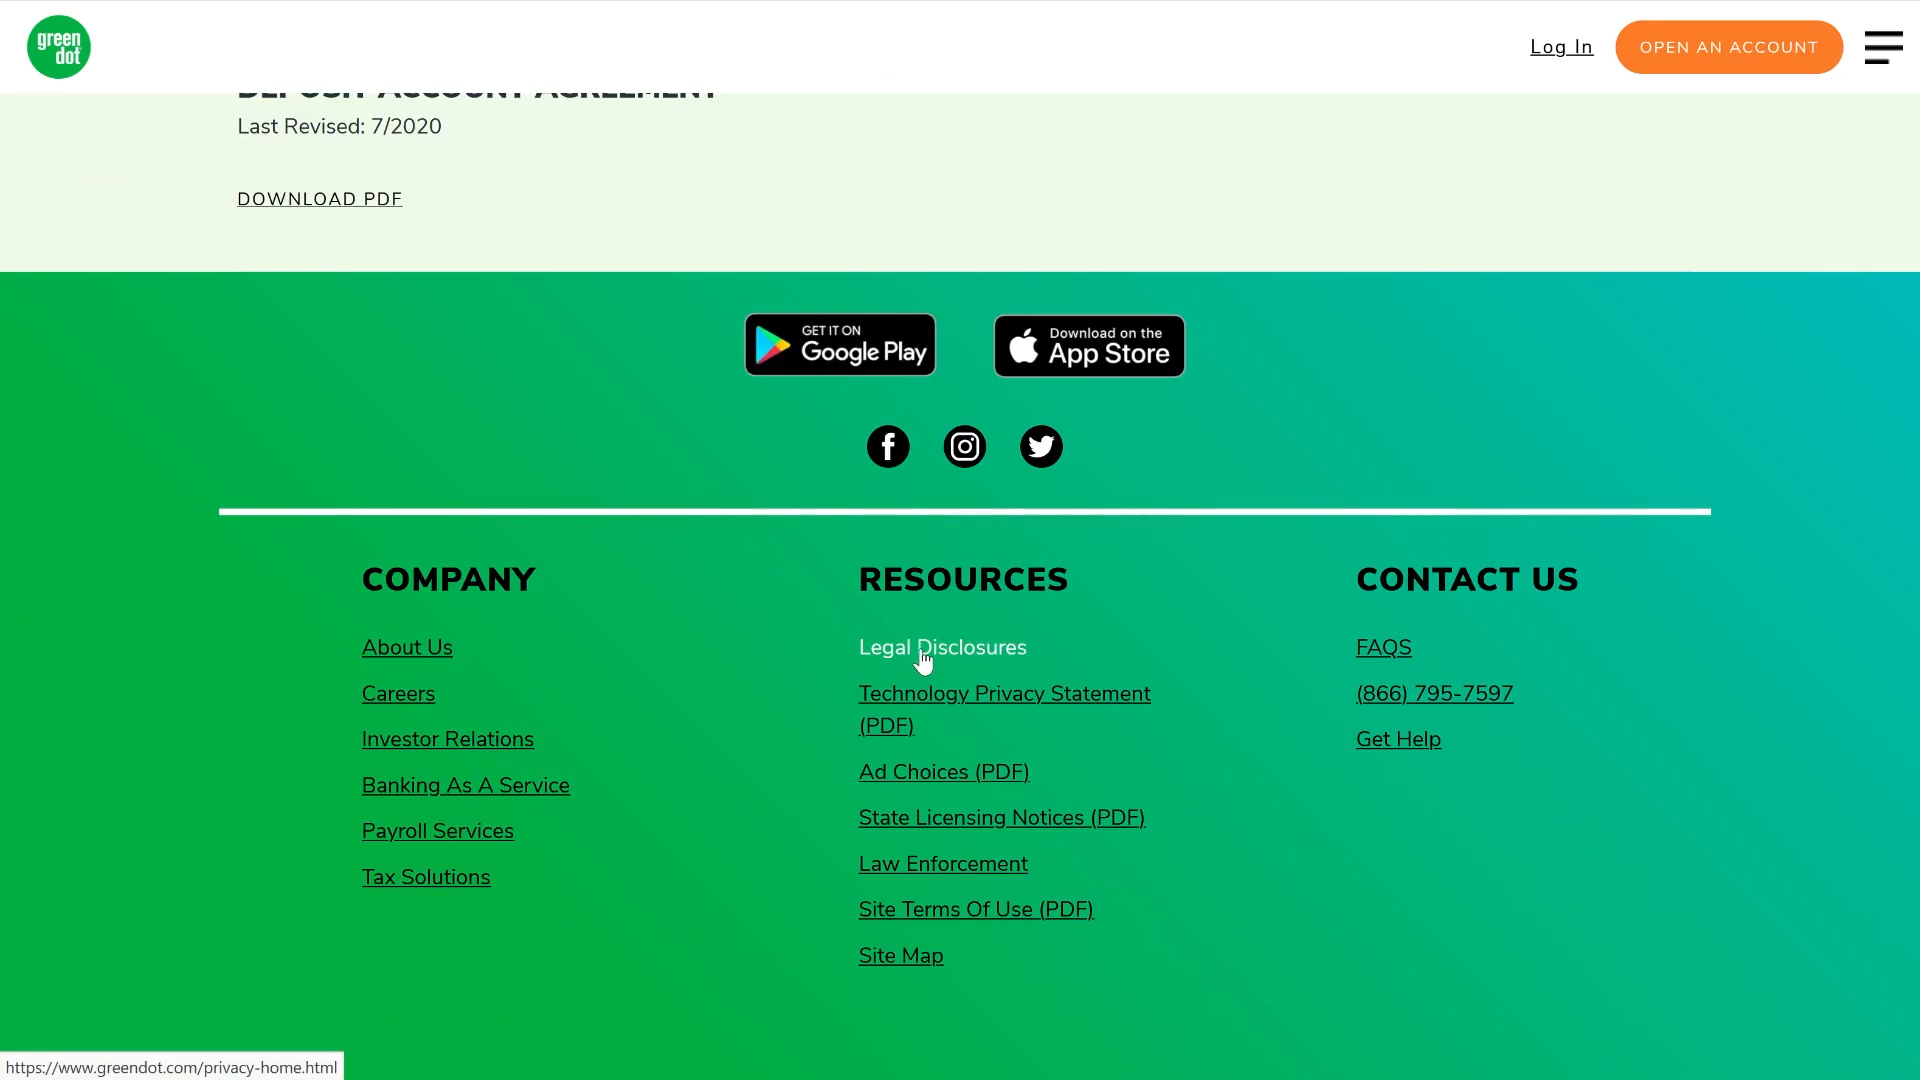 green
dot
Log In
OPEN AN ACCOUNT
DEPOSIT ACCOUNT AGREEMENT
Last Revised: 7/2020
DOWNLOAD PDF
GET IT ON
Google Play
Download on the
App Store
COMPANY
About Us
Careers
Investor Relations
Banking As A Service
Payroll Services
Tax Solutions
RESOURCES
Legal Disclosures
Technology Privacy Statement
(PDF)
Ad Choices (PDF)
State Licensing Notices (PDF)
Law Enforcement
Site Terms Of Use (PDF)
Site Map
CONTACT US
FAQS
(866) 795-7597
Get Help
https://www.greendot.com/privacy-home.html